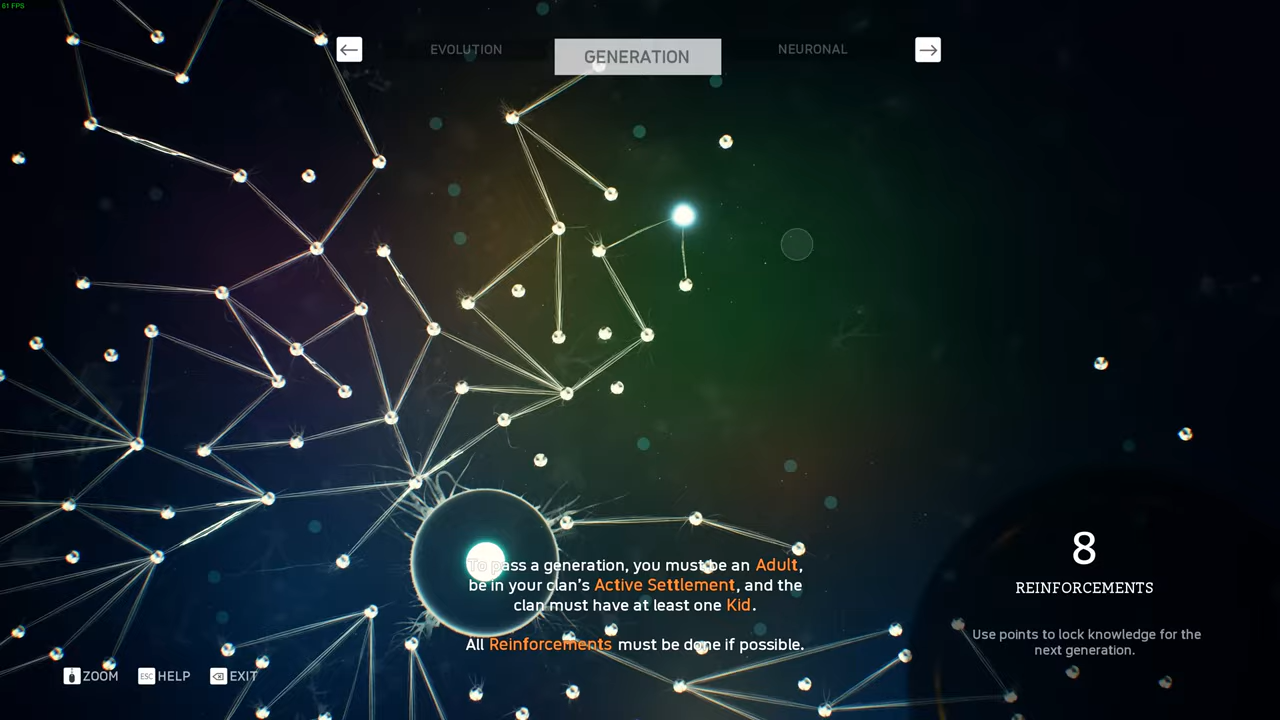 61 FPS
EVOLUTION
GENERATION
NEURONAL
To pass a generation, you must be an Adult,
be in your clan's Active Settlement, and the
clan must have at least one Kid.
All Reinforcements must be done if possible.
8
REINFORCEMENTS
Use points to lock knowledge for the
next generation.
ZOOM
ESC HELP
EXIT